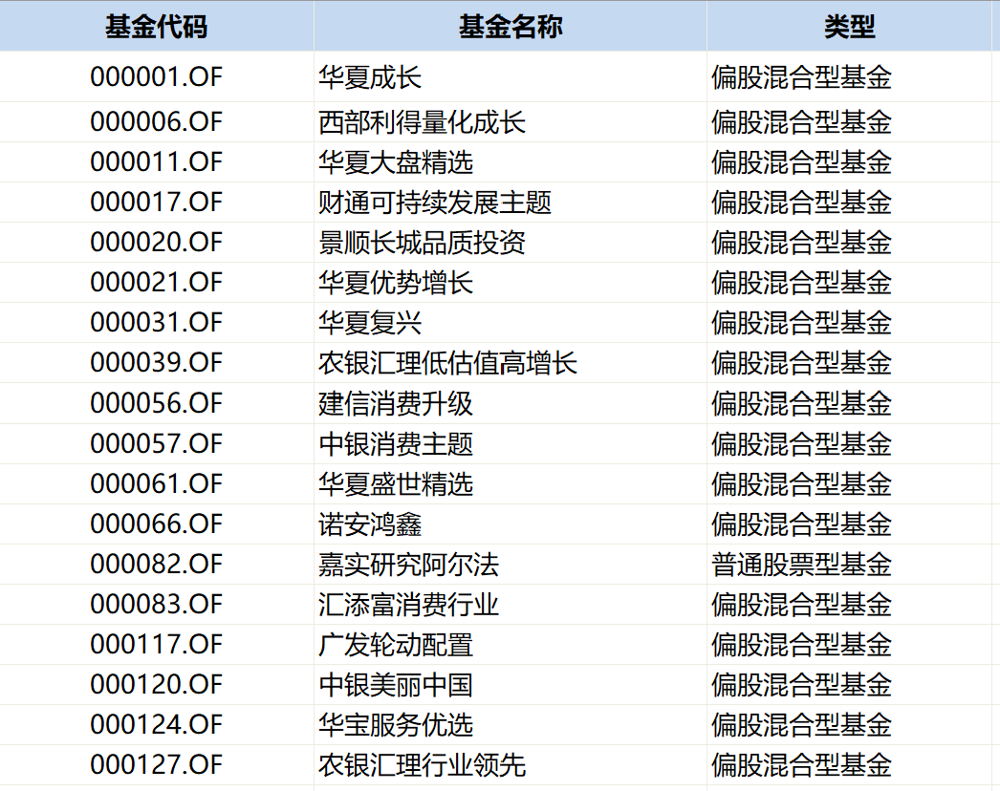 基金代码 基金名称 类型
000001.OF 华夏成长 偏股混合型基金
000006.OF 西部利得量化成长 偏股混合型基金
000011.OF 华夏大盘精选 偏股混合型基金
000017.OF 财通可持续发展主题 偏股混合型基金
000020.OF 景顺长城品质投资 偏股混合型基金
000021.OF 华夏优势增长 偏股混合型基金
000031.OF 华夏复兴 偏股混合型基金
000039.OF 农银汇理低估值高增长 偏股混合型基金
000056.OF 建信消费升级 偏股混合型基金
000057.OF 中银消费主题 偏股混合型基金
000061.OF 华夏盛世精选 偏股混合型基金
000066.OF 诺安鸿鑫 偏股混合型基金
000082.OF 嘉实研究阿尔法 普通股票型基金
000083.OF 汇添富消费行业 偏股混合型基金
000117.OF 广发轮动配置 偏股混合型基金
000120.OF 中银美丽中国 偏股混合型基金
000124.OF 华宝服务优选 偏股混合型基金
000127.OF 农银汇理行业领先 偏股混合型基金